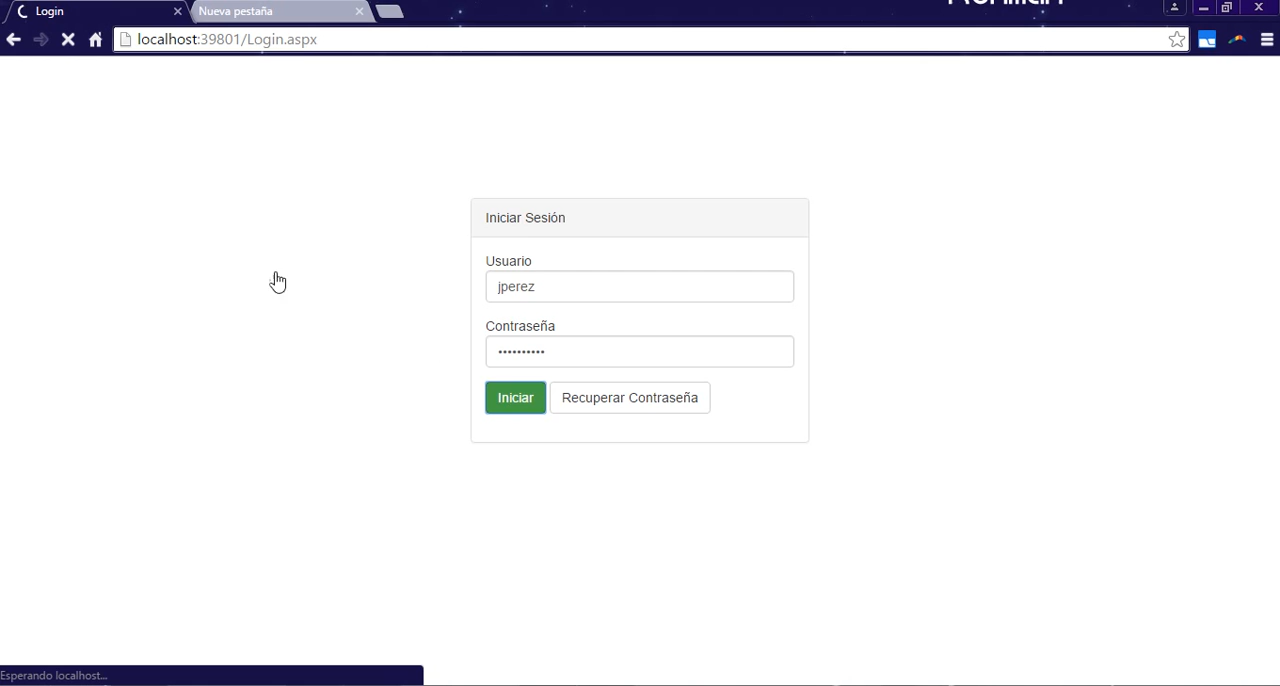 Login
Nueva pestaña
localhost:39801/Login.aspx
Iniciar Sesión
Usuario
jperez
Contraseña
••••••••••
Iniciar
Recuperar Contraseña
Esperando localhost...